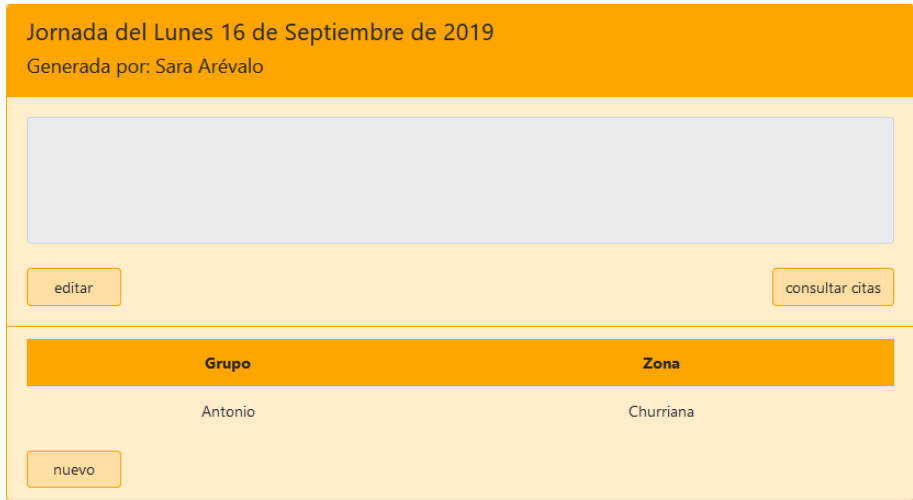 Jornada del Lunes 16 de Septiembre de 2019
Generada por: Sara Arévalo
editar consultar citas
Grupo Zona
Antonio Churriana
nuevo